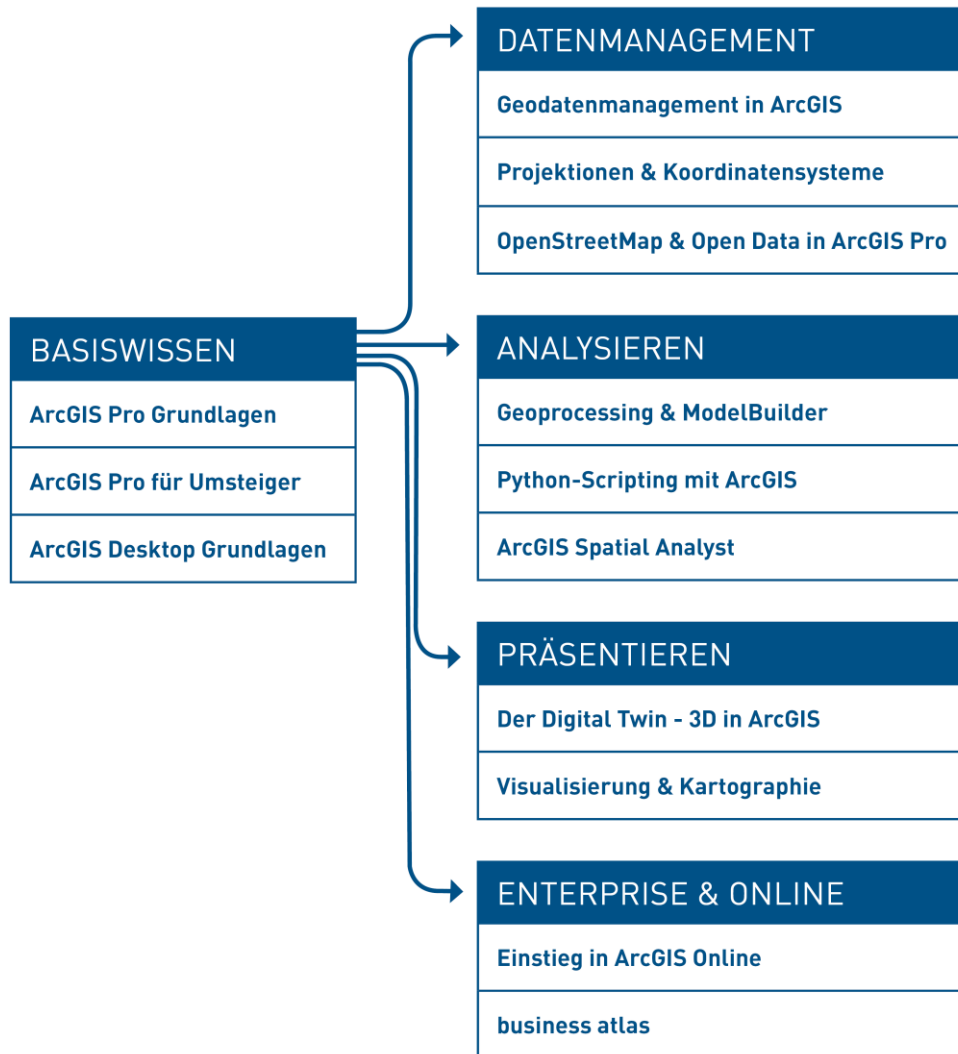 BASISWISSEN
ArcGIS Pro Grundlagen
ArcGIS Pro für Umsteiger
ArcGIS Desktop Grundlagen
DATENMANAGEMENT
Geodatenmanagement in ArcGIS
Projektionen & Koordinatensysteme
OpenStreetMap & Open Data in ArcGIS Pro
ANALYSIEREN
Geoprocessing & ModelBuilder
Python-Scripting mit ArcGIS
ArcGIS Spatial Analyst
PRÄSENTIEREN
Der Digital Twin - 3D in ArcGIS
Visualisierung & Kartographie
ENTERPRISE & ONLINE
Einstieg in ArcGIS Online
business atlas